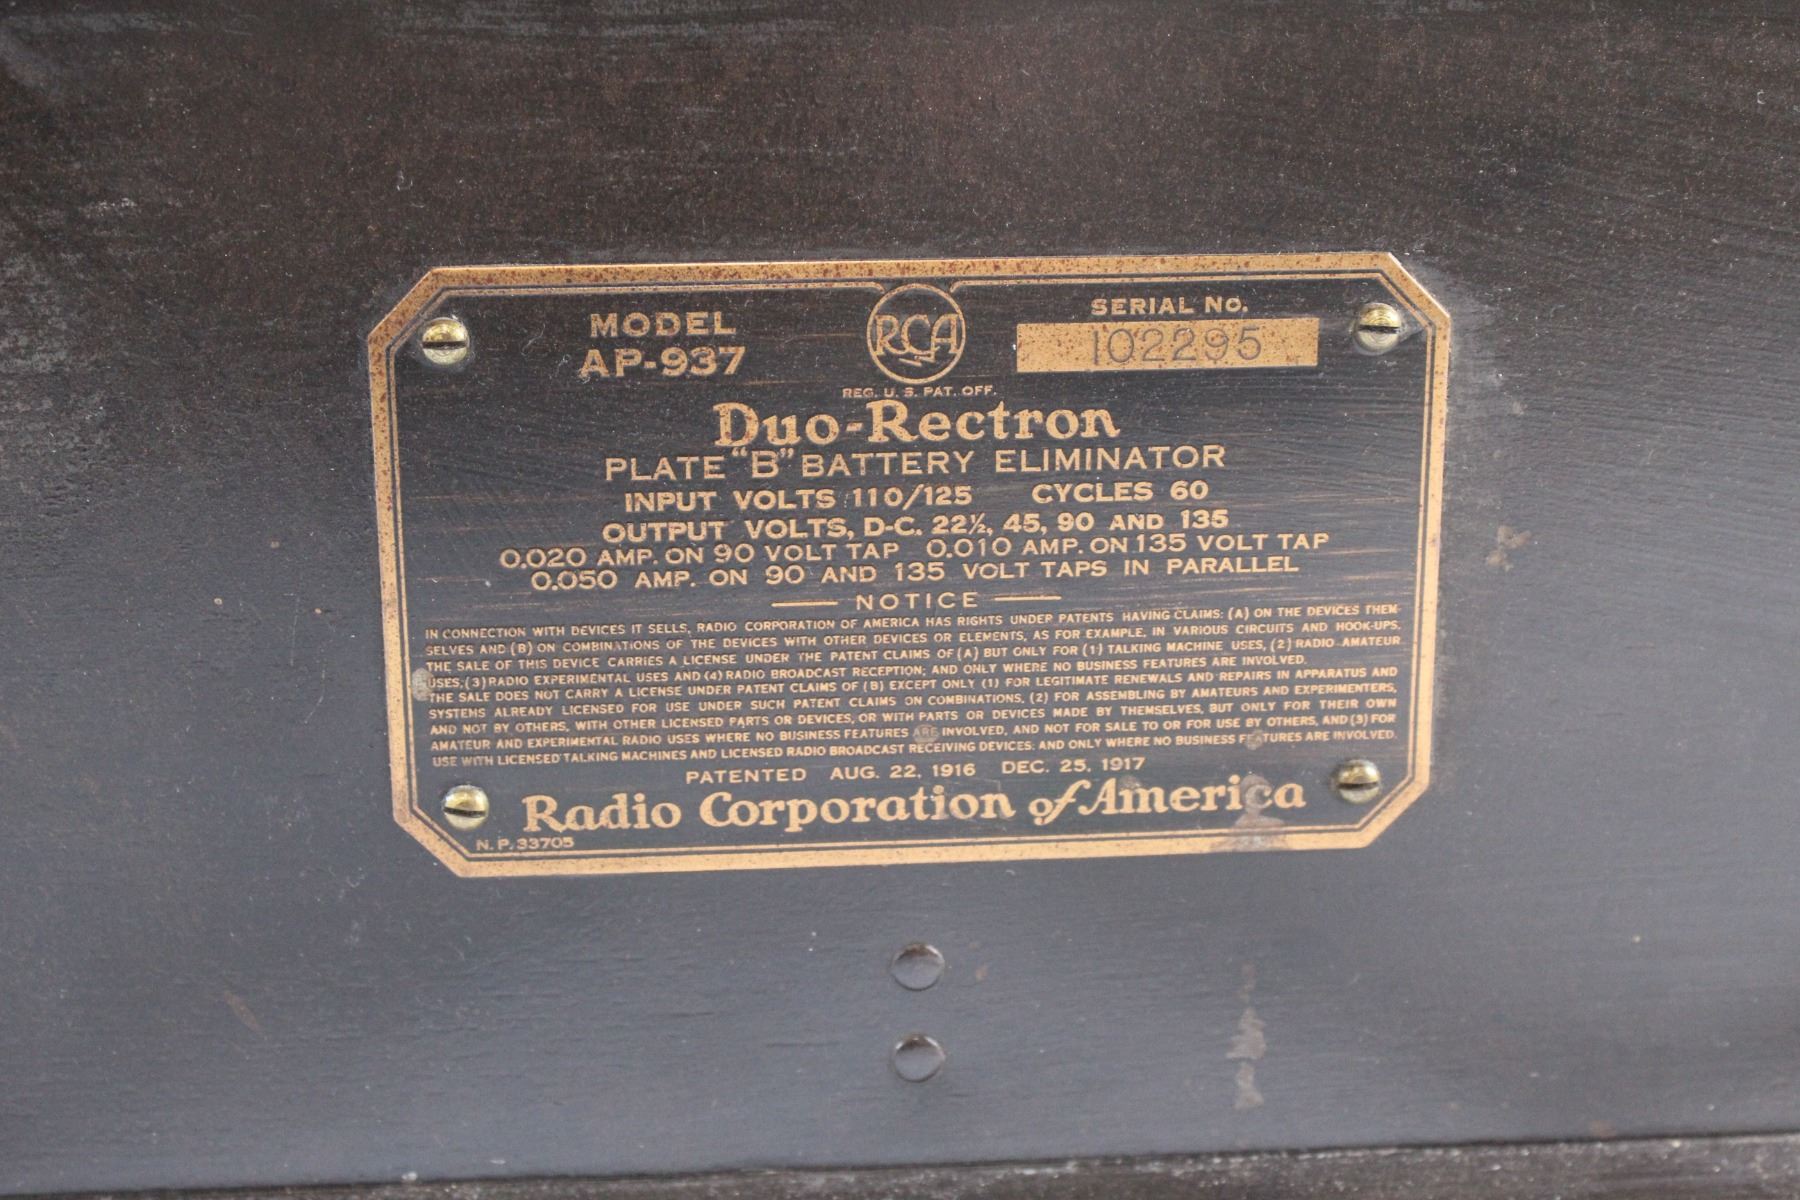 MODEL
AP-937
RCA
REG. U. S. PAT. OFF.
SERIAL NO.
102295
Duo-Rectron
PLATE "B" BATTERY ELIMINATOR
INPUT VOLTS 110/125 CYCLES 60
OUTPUT VOLTS, D-C. 22½, 45, 90 AND 135
0.020 AMP. ON 90 VOLT TAP 0.010 AMP. ON 135 VOLT TAP
0.050 AMP. ON 90 AND 135 VOLT TAPS IN PARALLEL
NOTICE
IN CONNECTION WITH DEVICES IT SELLS, RADIO CORPORATION OF AMERICA HAS RIGHTS UNDER PATENTS HAVING CLAIMS: (A) ON THE DEVICES THEM-
SELVES AND (B) ON COMBINATIONS OF THE DEVICES WITH OTHER DEVICES OR ELEMENTS, AS FOR EXAMPLE, IN VARIOUS CIRCUITS AND HOOK-UPS.
THE SALE OF THIS DEVICE CARRIES A LICENSE UNDER THE PATENT CLAIMS OF (A) BUT ONLY FOR (1) TALKING MACHINE USES, (2) RADIO AMATEUR
USES, (3) RADIO EXPERIMENTAL USES AND (4) RADIO BROADCAST RECEPTION; AND ONLY WHERE NO BUSINESS FEATURES ARE INVOLVED.
THE SALE DOES NOT CARRY A LICENSE UNDER PATENT CLAIMS OF (B) EXCEPT ONLY (1) FOR LEGITIMATE RENEWALS AND REPAIRS IN APPARATUS AND
SYSTEMS ALREADY LICENSED FOR USE UNDER SUCH PATENT CLAIMS ON COMBINATIONS, (2) FOR ASSEMBLING BY AMATEURS AND EXPERIMENTERS,
AND NOT BY OTHERS, WITH OTHER LICENSED PARTS OR DEVICES, OR WITH PARTS OR DEVICES MADE BY THEMSELVES, BUT ONLY FOR THEIR OWN
AMATEUR AND EXPERIMENTAL RADIO USES WHERE NO BUSINESS FEATURES ARE INVOLVED, AND NOT FOR SALE TO OR FOR USE BY OTHERS, AND (3) FOR
USE WITH LICENSED TALKING MACHINES AND LICENSED RADIO BROADCAST RECEIVING DEVICES; AND ONLY WHERE NO BUSINESS FEATURES ARE INVOLVED.
PATENTED AUG. 22, 1916 DEC. 25, 1917
Radio Corporation of America
N. P. 33705